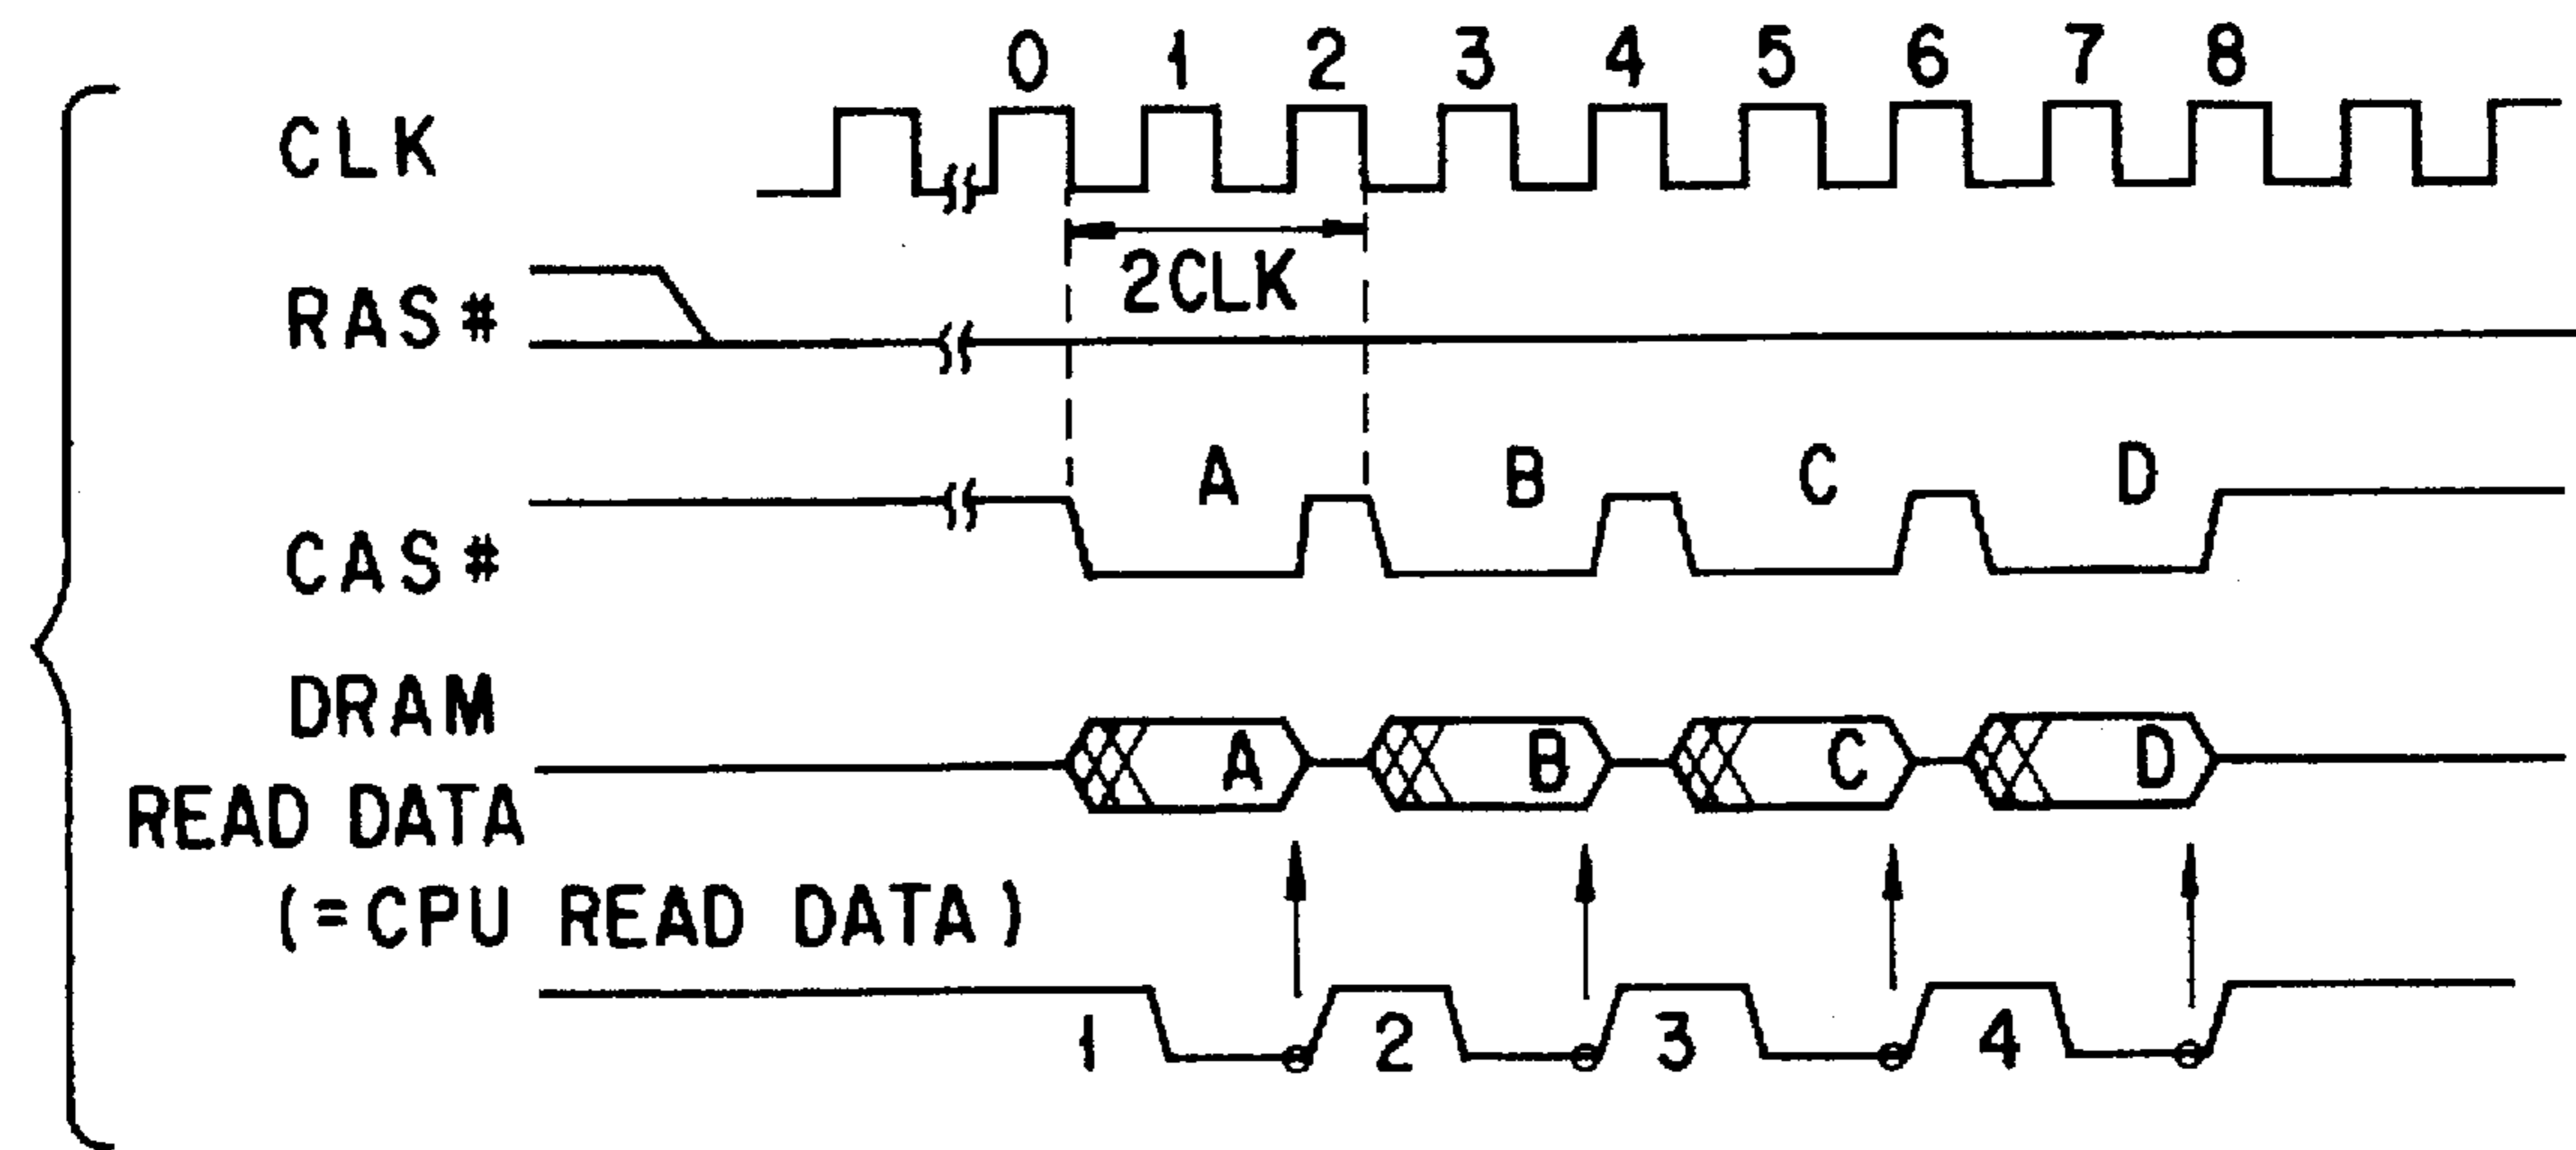 0 1 2 3 4 5 6 7 8
CLK
2CLK
RAS#
A B C D
CAS#
DRAM
READ DATA
A B C D
(=CPU READ DATA)
1 2 3 4